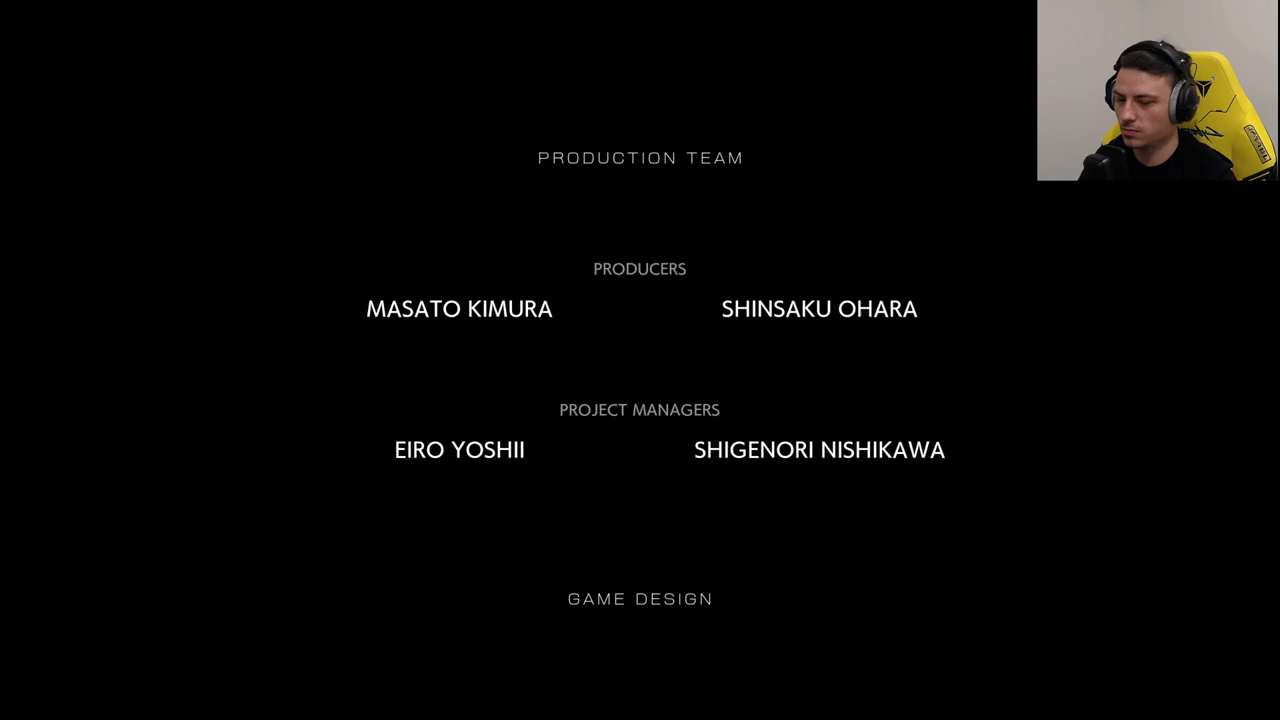 PRODUCTION TEAM
PRODUCERS
MASATO KIMURA SHINSAKU OHARA
PROJECT MANAGERS
EIRO YOSHII SHIGENORI NISHIKAWA
GAME DESIGN